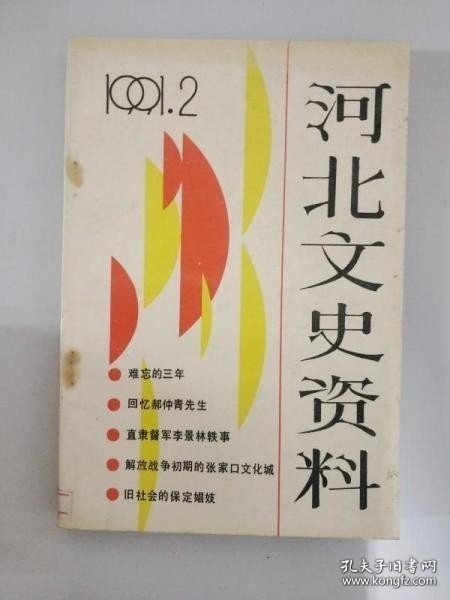 1991.2
河北文史资料
难忘的三年
回忆郝仲青先生
直隶督军李景林轶事
解放战争初期的张家口文化城
旧社会的保定娼妓
孔夫子旧书网
www.kongfz.com